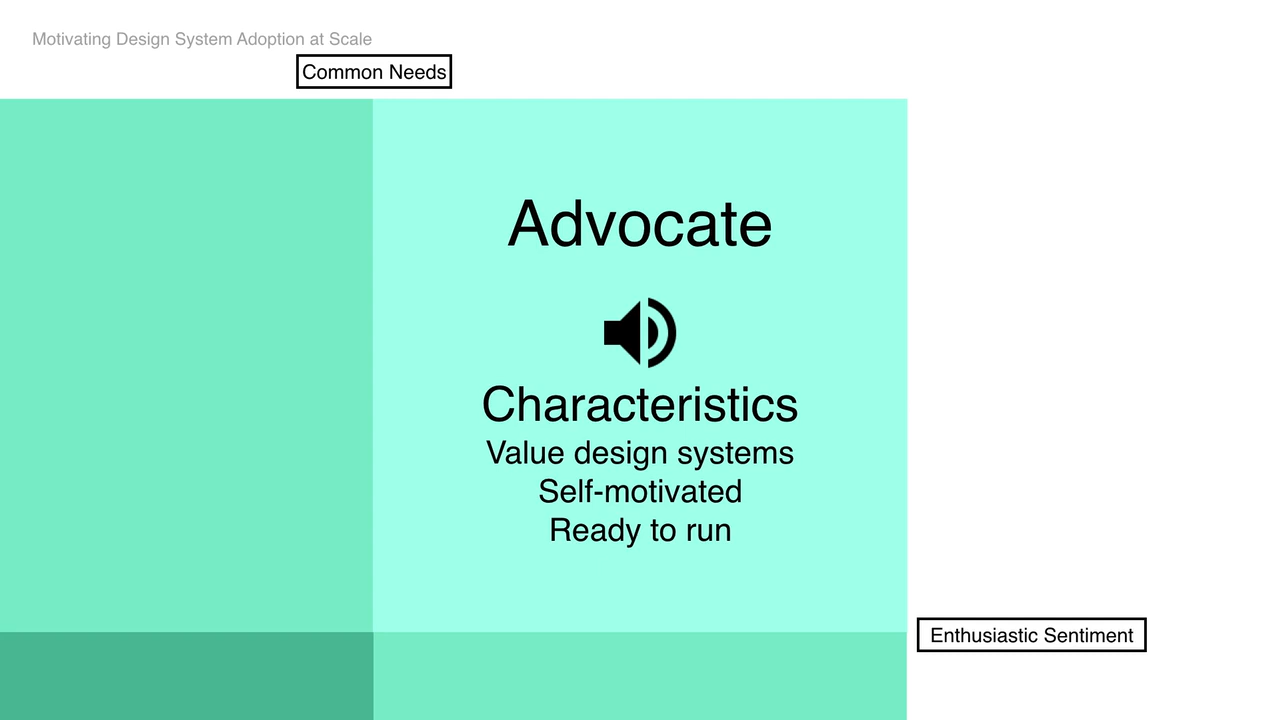 Motivating Design System Adoption at Scale
Common Needs
Advocate
Characteristics
Value design systems
Self-motivated
Ready to run
Enthusiastic Sentiment